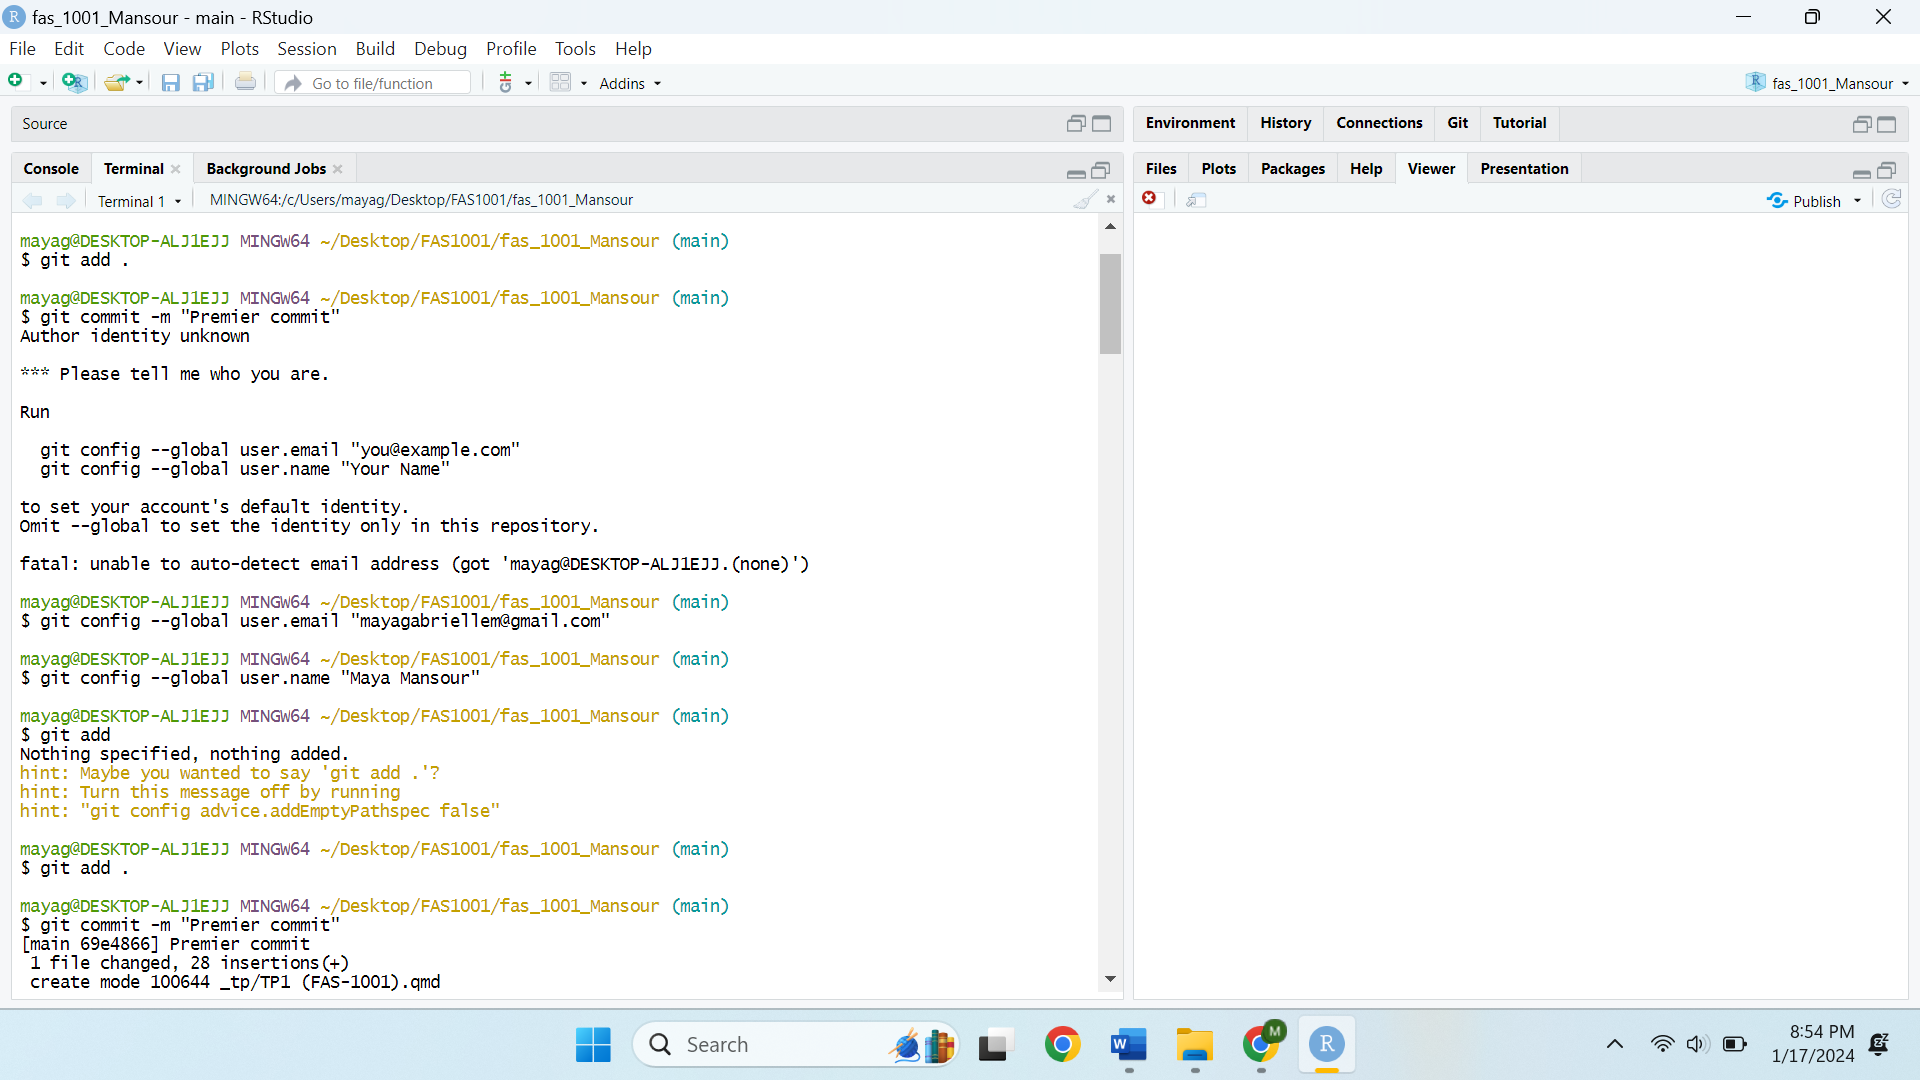 fas_1001_Mansour - main - RStudio
File Edit Code View Plots Session Build Debug Profile Tools Help
Go to file/function
Addins
fas_1001_Mansour
Source
Console Terminal Background Jobs
Terminal 1 MINGW64:/c/Users/mayag/Desktop/FAS1001/fas_1001_Mansour
mayag@DESKTOP-ALJ1EJJ MINGW64 ~/Desktop/FAS1001/fas_1001_Mansour (main)
$ git add .
mayag@DESKTOP-ALJ1EJJ MINGW64 ~/Desktop/FAS1001/fas_1001_Mansour (main)
$ git commit -m "Premier commit"
Author identity unknown
*** Please tell me who you are.
Run
git config --global user.email "you@example.com"
git config --global user.name "Your Name"
to set your account's default identity.
Omit --global to set the identity only in this repository.
fatal: unable to auto-detect email address (got 'mayag@DESKTOP-ALJ1EJJ.(none)')
mayag@DESKTOP-ALJ1EJJ MINGW64 ~/Desktop/FAS1001/fas_1001_Mansour (main)
$ git config --global user.email "mayagabriellem@gmail.com"
mayag@DESKTOP-ALJ1EJJ MINGW64 ~/Desktop/FAS1001/fas_1001_Mansour (main)
$ git config --global user.name "Maya Mansour"
mayag@DESKTOP-ALJ1EJJ MINGW64 ~/Desktop/FAS1001/fas_1001_Mansour (main)
$ git add
Nothing specified, nothing added.
hint: Maybe you wanted to say 'git add .'?
hint: Turn this message off by running
hint: "git config advice.addEmptyPathspec false"
mayag@DESKTOP-ALJ1EJJ MINGW64 ~/Desktop/FAS1001/fas_1001_Mansour (main)
$ git add .
mayag@DESKTOP-ALJ1EJJ MINGW64 ~/Desktop/FAS1001/fas_1001_Mansour (main)
$ git commit -m "Premier commit"
[main 69e4866] Premier commit
1 file changed, 28 insertions(+)
create mode 100644 _tp/TP1 (FAS-1001).qmd
Environment History Connections Git Tutorial
Files Plots Packages Help Viewer Presentation
Publish
Search
W
M
R
8:54 PM
1/17/2024